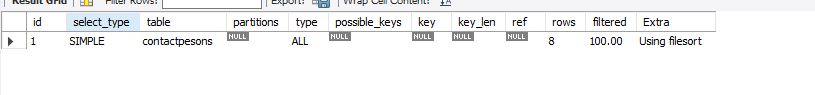 Result Grid Filter Rows: Export: Wrap Cell Content:
id select_type table partitions type possible_keys key key_len ref rows filtered Extra
1 SIMPLE contactpesons NULL ALL NULL NULL NULL NULL 8 100.00 Using filesort